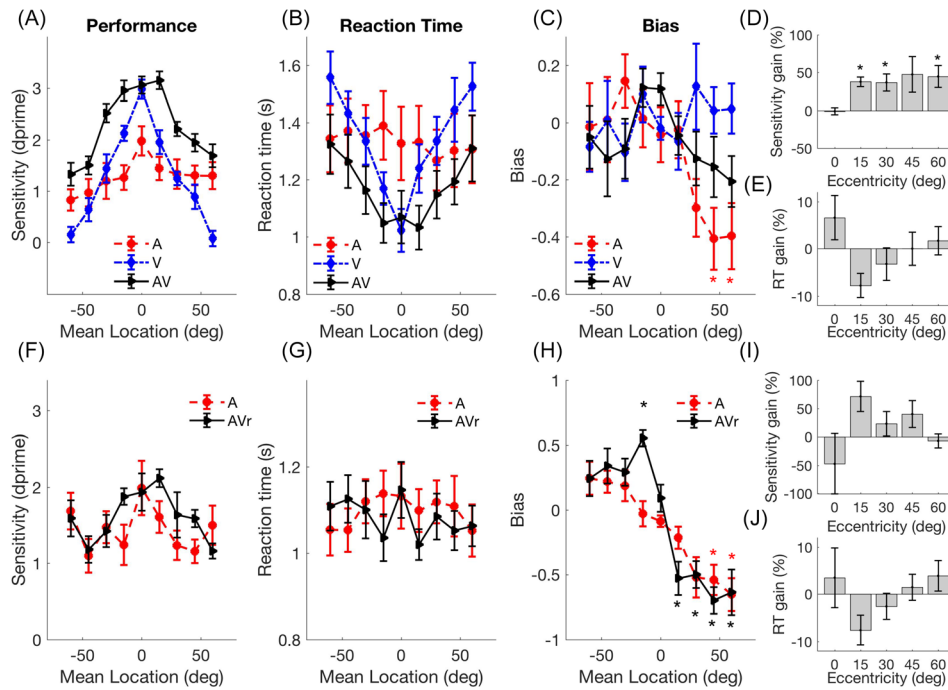 (A)
Performance
Sensitivity (dprime)
3
2
1
0
A
V
AV
-50
0
50
Mean Location (deg)
(B)
Reaction Time
Reaction time (s)
1.6
1.4
1.2
1
0.8
A
V
AV
-50
0
50
Mean Location (deg)
(C)
Bias
Bias
0.2
0
-0.2
-0.4
-0.6
A
V
AV
* *
-50
0
50
Mean Location (deg)
(D)
Sensitivity gain (%)
100
50
0
-50
* * *
0 15 30 45 60
Eccentricity (deg)
(E)
RT gain (%)
10
0
-10
0 15 30 45 60
Eccentricity (deg)
(F)
Sensitivity (dprime)
3
2
1
0
A
AVr
-50
0
50
Mean Location (deg)
(G)
Reaction time (s)
1.2
1
0.8
A
AVr
-50
0
50
Mean Location (deg)
(H)
Bias
1
0.5
0
-0.5
-1
A
AVr
*
* *
* * * *
-50
0
50
Mean Location (deg)
(I)
Sensitivity gain (%)
100
50
0
-50
-100
0 15 30 45 60
Eccentricity (deg)
(J)
RT gain (%)
10
0
-10
0 15 30 45 60
Eccentricity (deg)